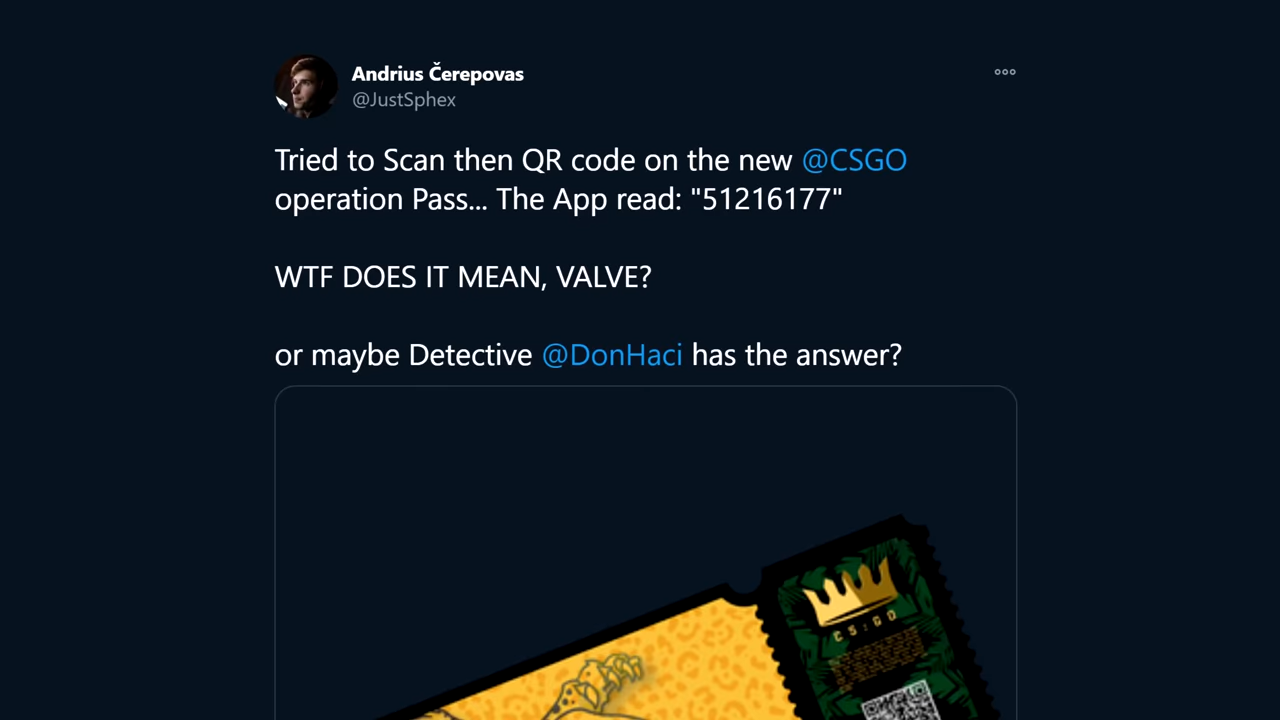 Andrius Čerepovas
@JustSphex
Tried to Scan then QR code on the new @CSGO
operation Pass... The App read: "51216177"
WTF DOES IT MEAN, VALVE?
or maybe Detective @DonHaci has the answer?
CS:GO